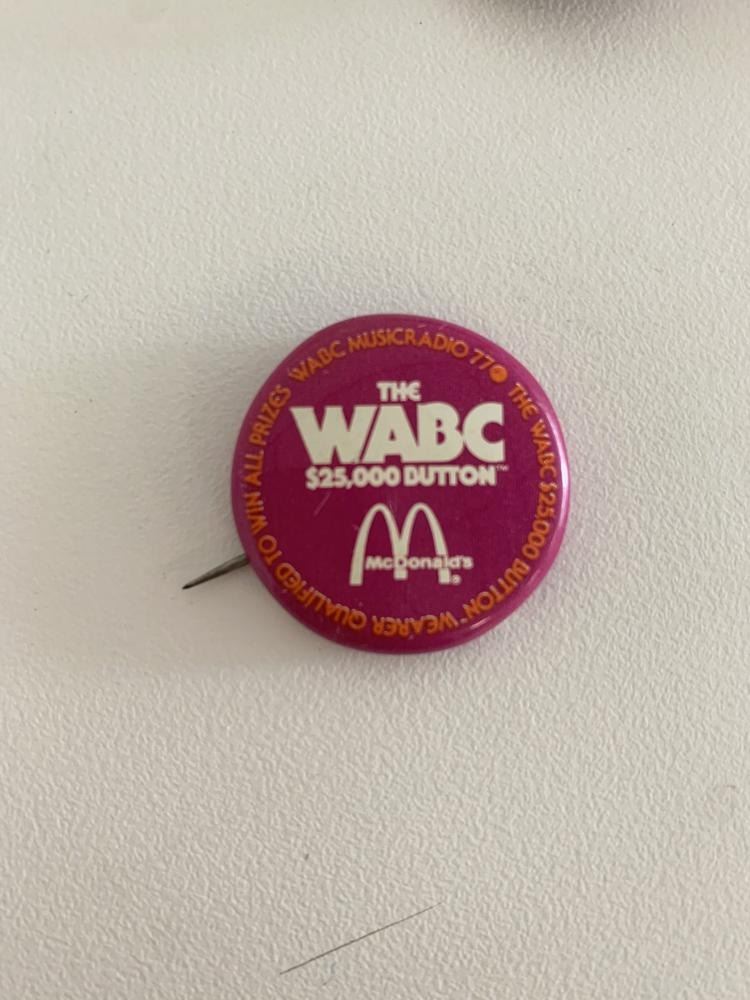 THE
WABC
$25,000 BUTTON™
McDonald's®
WABC MUSICRADIO 77 THE WABC $25,000 BUTTON™ WEARER QUALIFIED TO WIN ALL PRIZES